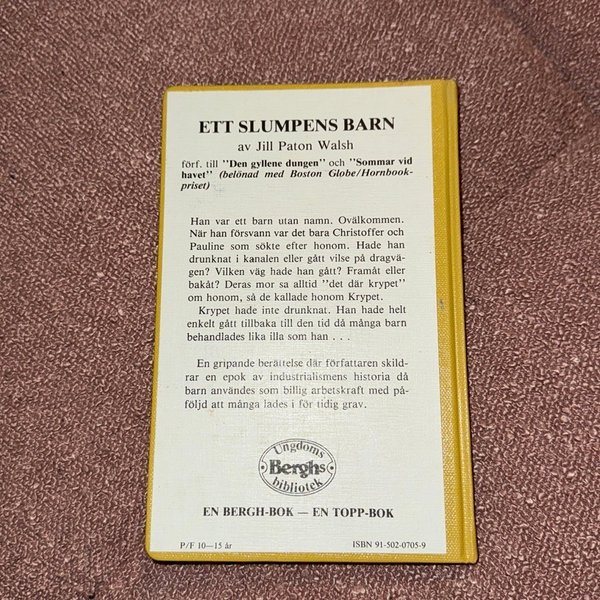 ETT SLUMPENS BARN
av Jill Paton Walsh
förf. till "Den gyllene dungen" och "Sommar vid
havet" (belönad med Boston Globe/Hornbook-
priset)
Han var ett barn utan namn. Ovälkommen.
När han försvann var det bara Christoffer och
Pauline som sökte efter honom. Hade han
drunknat i kanalen eller gått vilse på dragvä-
gen? Vilken väg hade han gått? Framåt eller
bakåt? Deras mor sa alltid "det där krypet"
om honom, så de kallade honom Krypet.
Krypet hade inte drunknat. Han hade helt
enkelt gått tillbaka till den tid då många barn
behandlades lika illa som han . . .
En gripande berättelse där författaren skild-
rar en epok av industrialismens historia då
barn användes som billig arbetskraft med på-
följd att många lades i för tidig grav.
Ungdoms
Berghs
bibliotek
EN BERGH-BOK — EN TOPP-BOK
P/F 10—15 år ISBN 91-502-0705-9